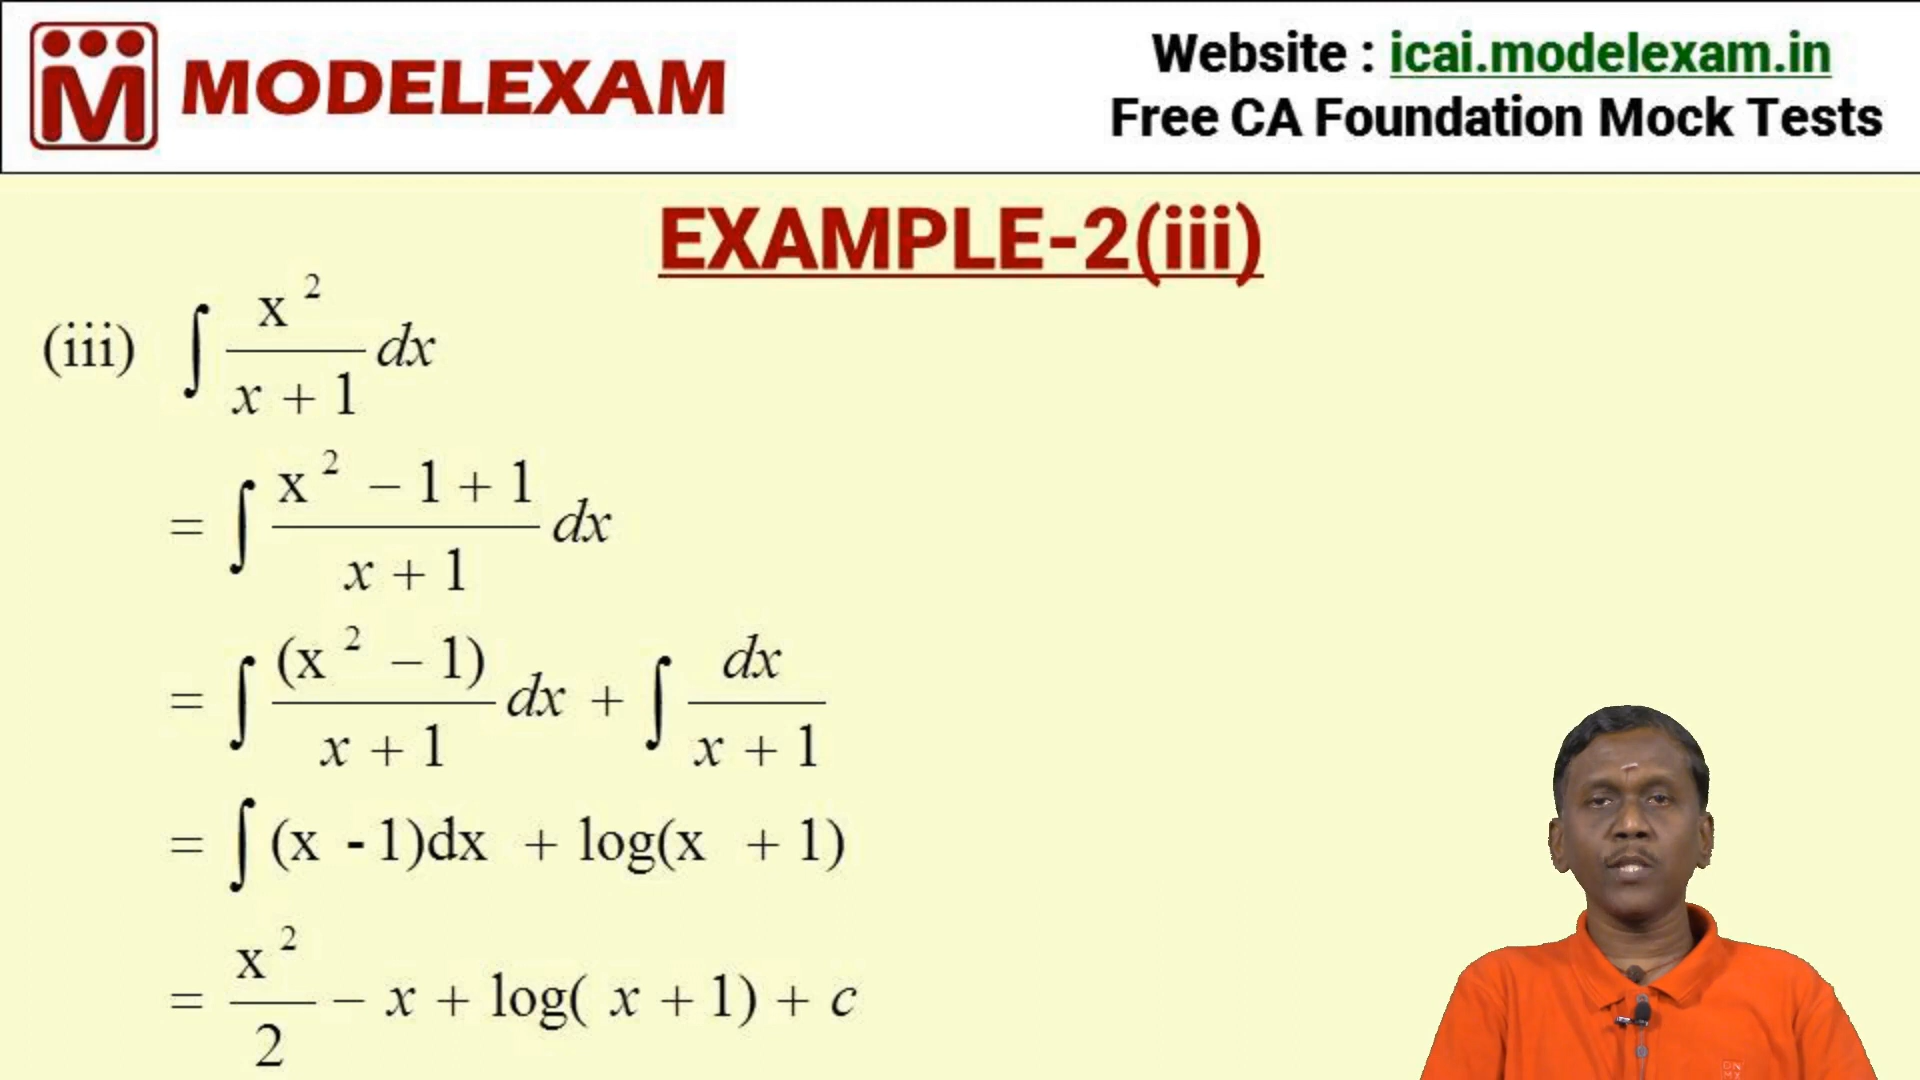 MODELEXAM
Website : icai.modelexam.in
Free CA Foundation Mock Tests
EXAMPLE-2(iii)
(iii) ∫ x² / (x + 1) dx
= ∫ (x² – 1 + 1) / (x + 1) dx
= ∫ (x² – 1) / (x + 1) dx + ∫ dx / (x + 1)
= ∫ (x - 1)dx + log(x + 1)
= x² / 2 – x + log( x + 1) + c